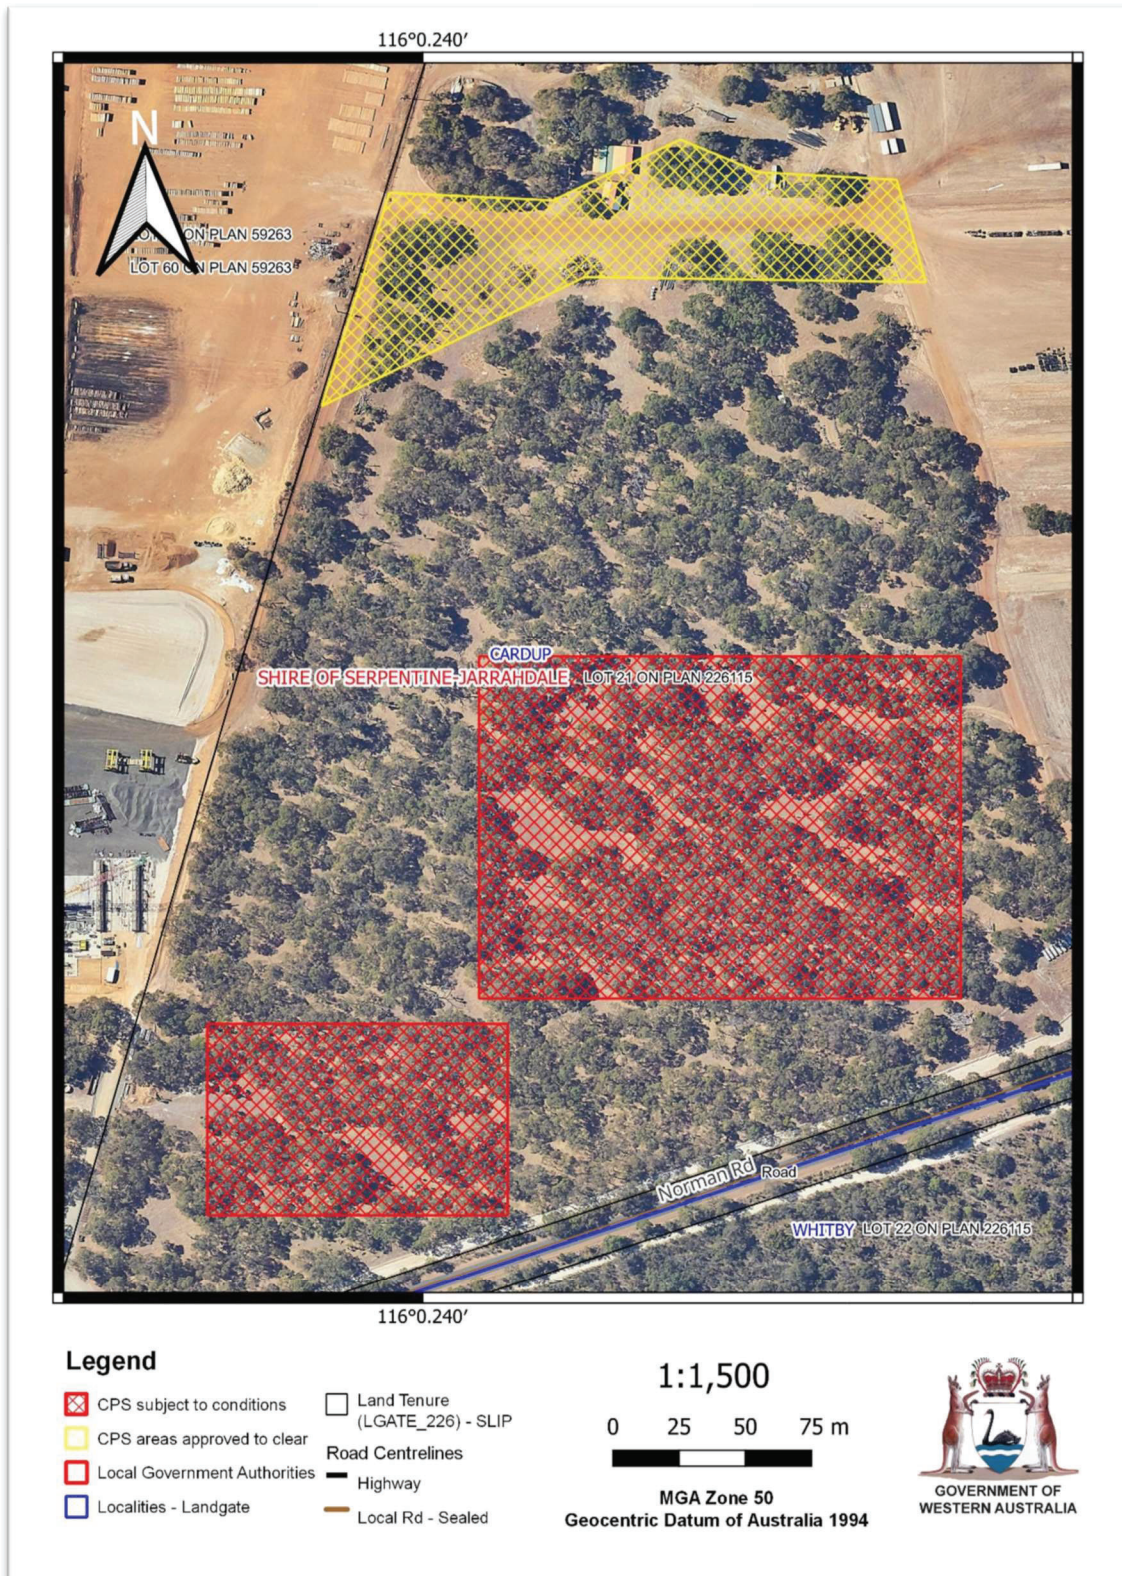 116°0.240′
N
ON PLAN 59263
LOT 60 ON PLAN 59263
CARDUP
SHIRE OF SERPENTINE-JARRAHDALE
LOT 21 ON PLAN 226115
Norman Rd
Road
WHITBY
LOT 22 ON PLAN 226115
116°0.240′
Legend
CPS subject to conditions
CPS areas approved to clear
Local Government Authorities
Localities - Landgate
Land Tenure
(LGATE_226) - SLIP
Road Centrelines
Highway
Local Rd - Sealed
1:1,500
0 25 50 75 m
MGA Zone 50
Geocentric Datum of Australia 1994
GOVERNMENT OF
WESTERN AUSTRALIA